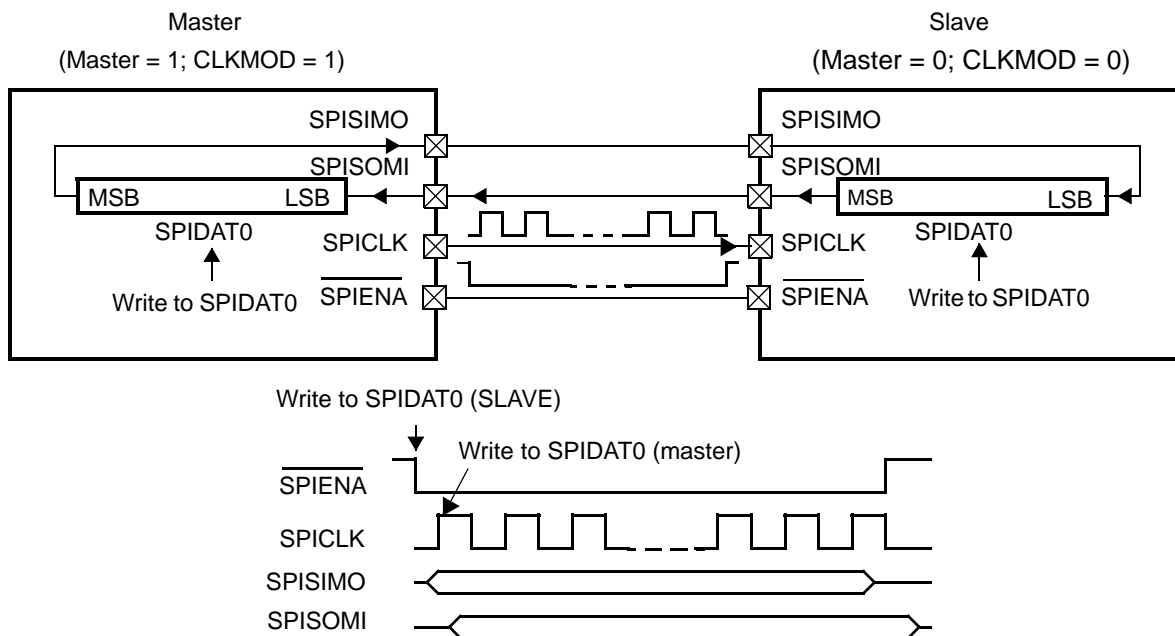 Master
(Master = 1; CLKMOD = 1)
Slave
(Master = 0; CLKMOD = 0)
SPISIMO
SPISIMO
SPISOMI
SPISOMI
MSB
LSB
MSB
LSB
SPIDAT0
SPICLK
SPICLK
SPIDAT0
Write to SPIDAT0
SPIENA
SPIENA
Write to SPIDAT0
Write to SPIDAT0 (SLAVE)
Write to SPIDAT0 (master)
SPIENA
SPICLK
SPISIMO
SPISOMI